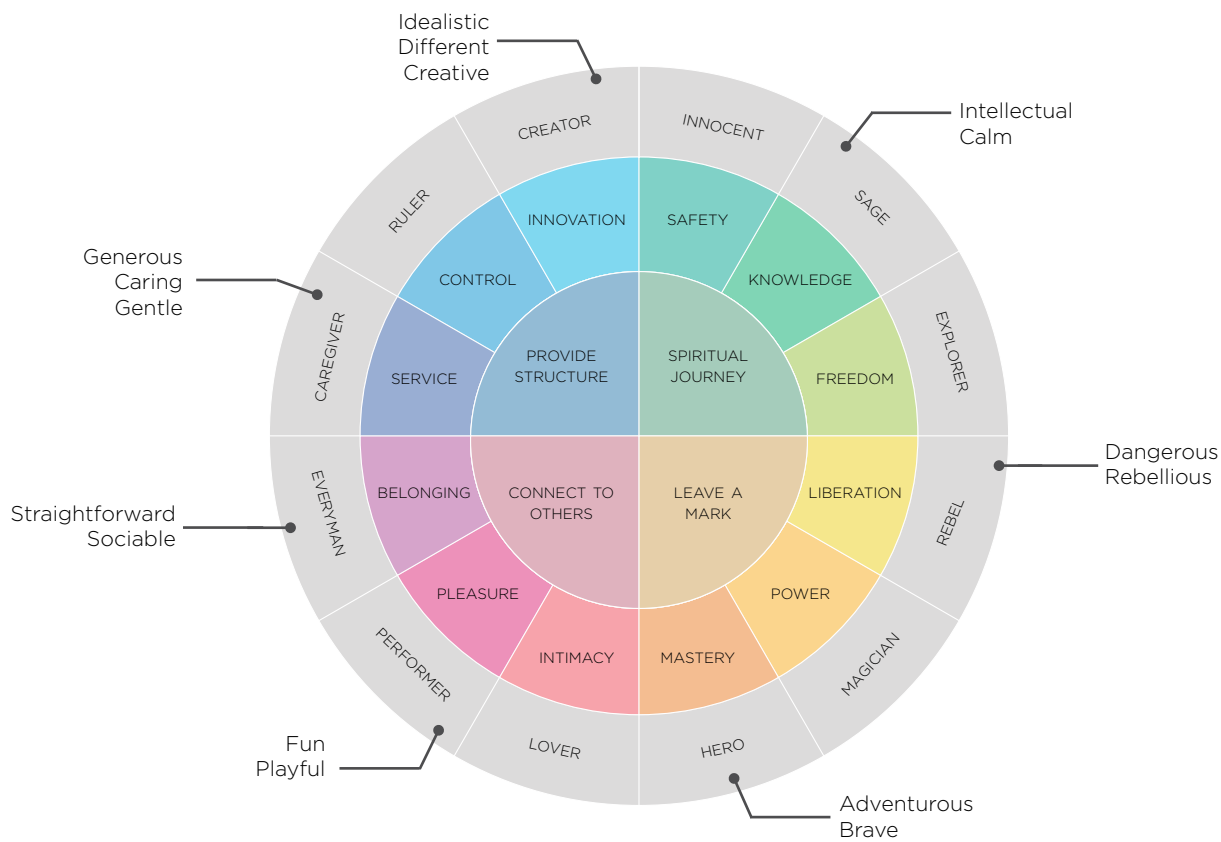 Idealistic
Different
Creative
Intellectual
Calm
CREATOR
INNOCENT
RULER
SAGE
INNOVATION
SAFETY
CONTROL
KNOWLEDGE
Generous
Caring
Gentle
CAREGIVER
EXPLORER
PROVIDE
STRUCTURE
SPIRITUAL
JOURNEY
SERVICE
FREEDOM
Dangerous
Rebellious
BELONGING
CONNECT TO
OTHERS
LEAVE A
MARK
LIBERATION
EVERYMAN
REBEL
Straightforward
Sociable
PLEASURE
POWER
INTIMACY
MASTERY
PERFORMER
MAGICIAN
LOVER
HERO
Fun
Playful
Adventurous
Brave